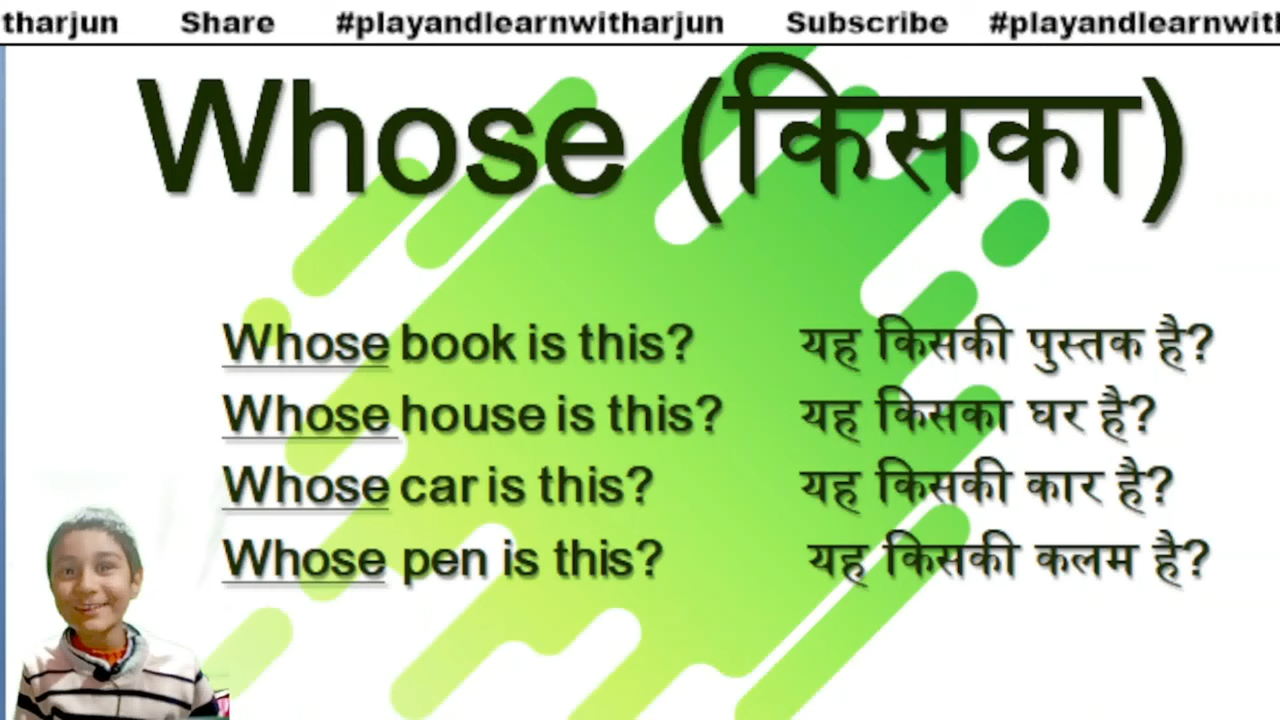 tharjun Share #playandlearnwitharjun Subscribe #playandlearnwit
Whose (किसका)
Whose book is this? यह किसकी पुस्तक है?
Whose house is this? यह किसका घर है?
Whose car is this? यह किसकी कार है?
Whose pen is this? यह किसकी कलम है?